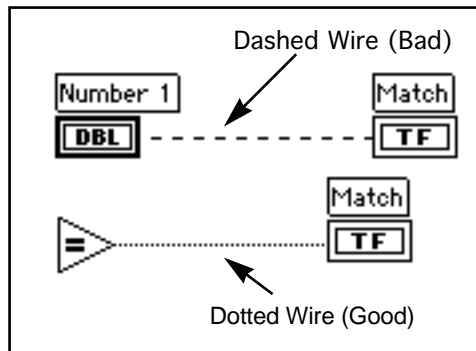 Dashed Wire (Bad)
Number 1
Match
DBL
TF
Match
=
TF
Dotted Wire (Good)